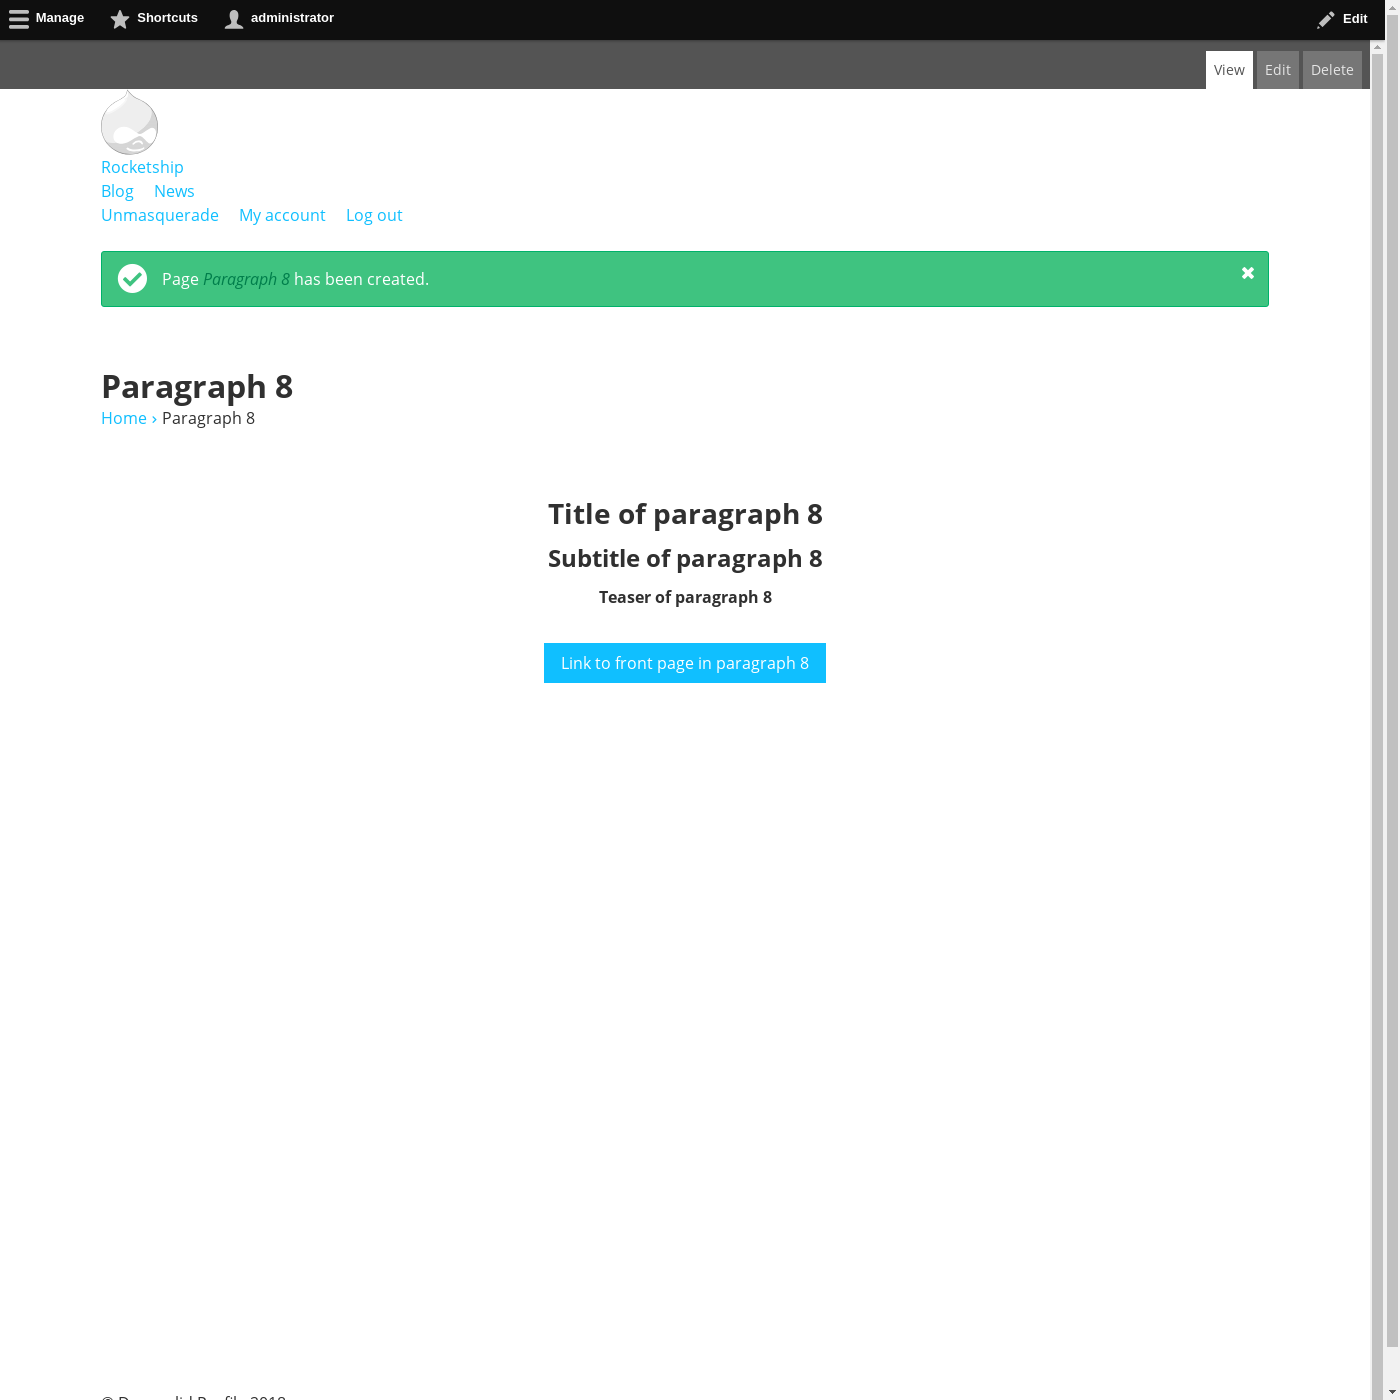 Manage Shortcuts administrator Edit
View Edit Delete
Rocketship
Blog News
Unmasquerade My account Log out
Page Paragraph 8 has been created.
Paragraph 8
Home › Paragraph 8
Title of paragraph 8
Subtitle of paragraph 8
Teaser of paragraph 8
Link to front page in paragraph 8